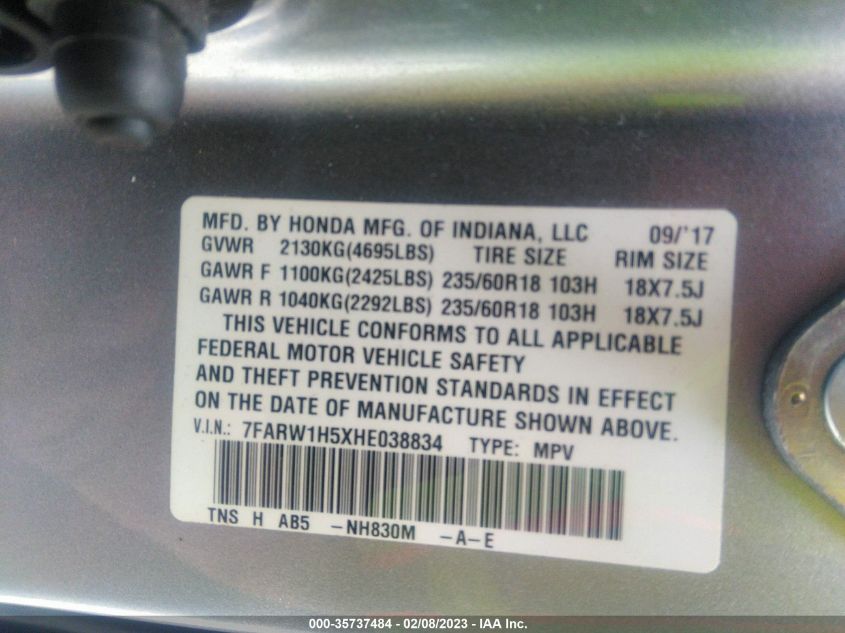 MFD. BY HONDA MFG. OF INDIANA, LLC 09/'17
GVWR 2130KG(4695LBS) TIRE SIZE RIM SIZE
GAWR F 1100KG(2425LBS) 235/60R18 103H 18X7.5J
GAWR R 1040KG(2292LBS) 235/60R18 103H 18X7.5J
THIS VEHICLE CONFORMS TO ALL APPLICABLE
FEDERAL MOTOR VEHICLE SAFETY
AND THEFT PREVENTION STANDARDS IN EFFECT
ON THE DATE OF MANUFACTURE SHOWN ABOVE.
V.I.N.: 7FARW1H5XHE038834 TYPE: MPV
TNS H AB5 -NH830M -A-E
000-35737484 - 02/08/2023 - IAA Inc.